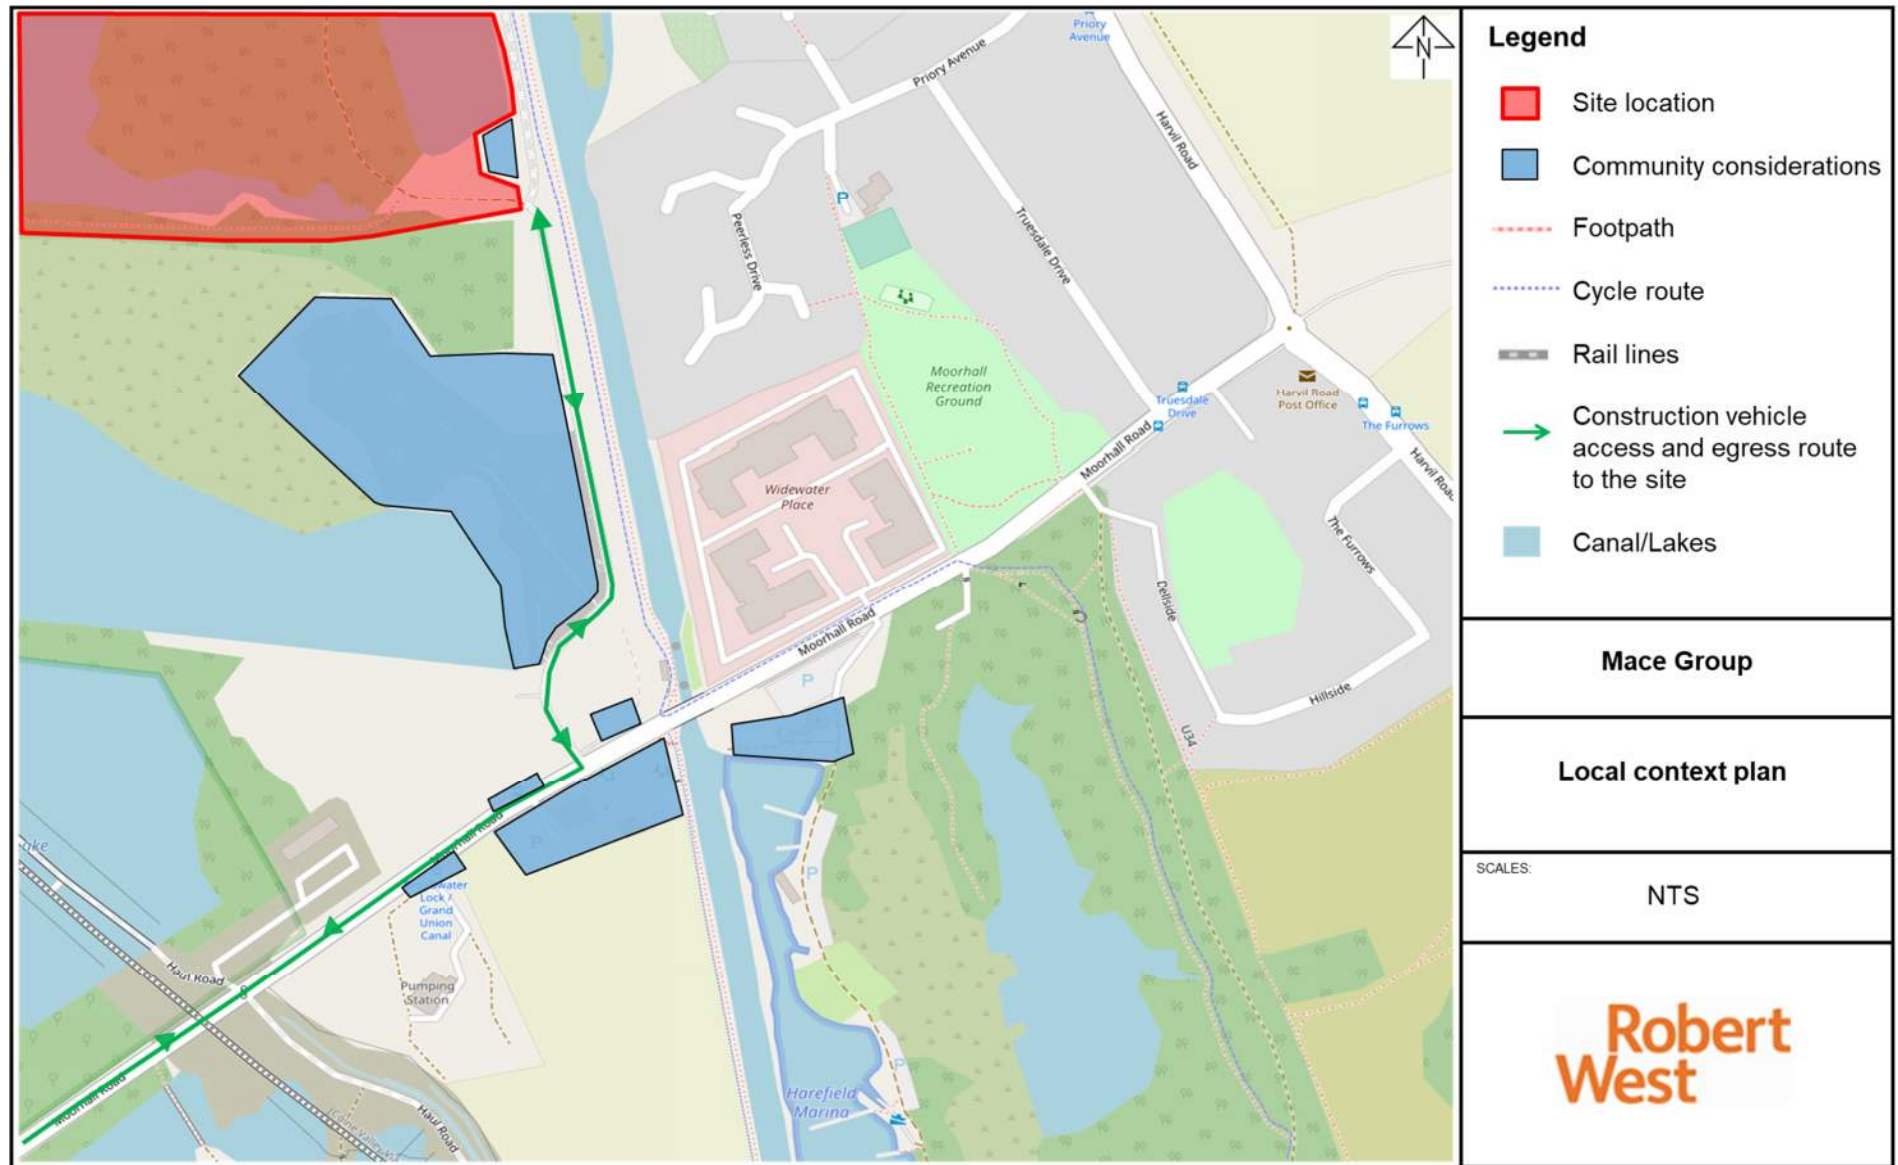 Priory
Avenue
Priory Avenue
Harvil Road
P
Peerless Drive
Truesdale Drive
Moorhall
Recreation
Ground
Truesdale
Drive
Harvil Road
Post Office
The Furrows
Harvil Road
Moorhall Road
Widewater
Place
The Furrows
Dellside
Moorhall Road
P
Hillside
U34
Moorhall Road
P
water
Lock /
Grand
Union
Canal
ake
P
Haul Road
Pumping
Station
P
Moorhall Road
Harefield
Marina
Haul Road
N
Legend
Site location
Community considerations
Footpath
Cycle route
Rail lines
Construction vehicle
access and egress route
to the site
Canal/Lakes
Mace Group
Local context plan
SCALES:
NTS
Robert
West